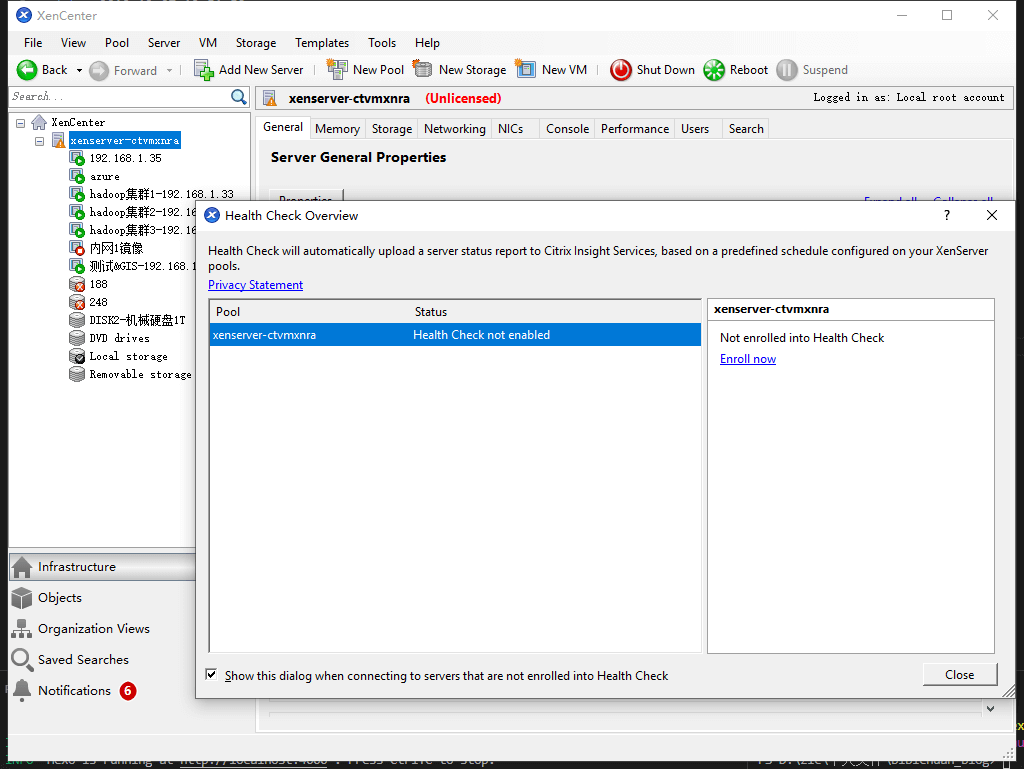 XenCenter
File View Pool Server VM Storage Templates Tools Help
Back Forward Add New Server New Pool New Storage New VM Shut Down Reboot Suspend
Search...
xenserver-ctvmxnra (Unlicensed) Logged in as: Local root account
XenCenter
xenserver-ctvmxnra
192.168.1.35
azure
hadoop集群1-192.168.1.33
hadoop集群2-192.16
hadoop集群3-192.16
内网1镜像
测试&GIS-192.168.1
188
248
DISK2-机械硬盘1T
DVD drives
Local storage
Removable storage
General Memory Storage Networking NICs Console Performance Users Search
Server General Properties
Properties Expand all Collapse all
Health Check Overview
?
Health Check will automatically upload a server status report to Citrix Insight Services, based on a predefined schedule configured on your XenServer
pools.
Privacy Statement
Pool Status
xenserver-ctvmxnra Health Check not enabled
xenserver-ctvmxnra
Not enrolled into Health Check
Enroll now
Show this dialog when connecting to servers that are not enrolled into Health Check
Close
Infrastructure
Objects
Organization Views
Saved Searches
Notifications 6